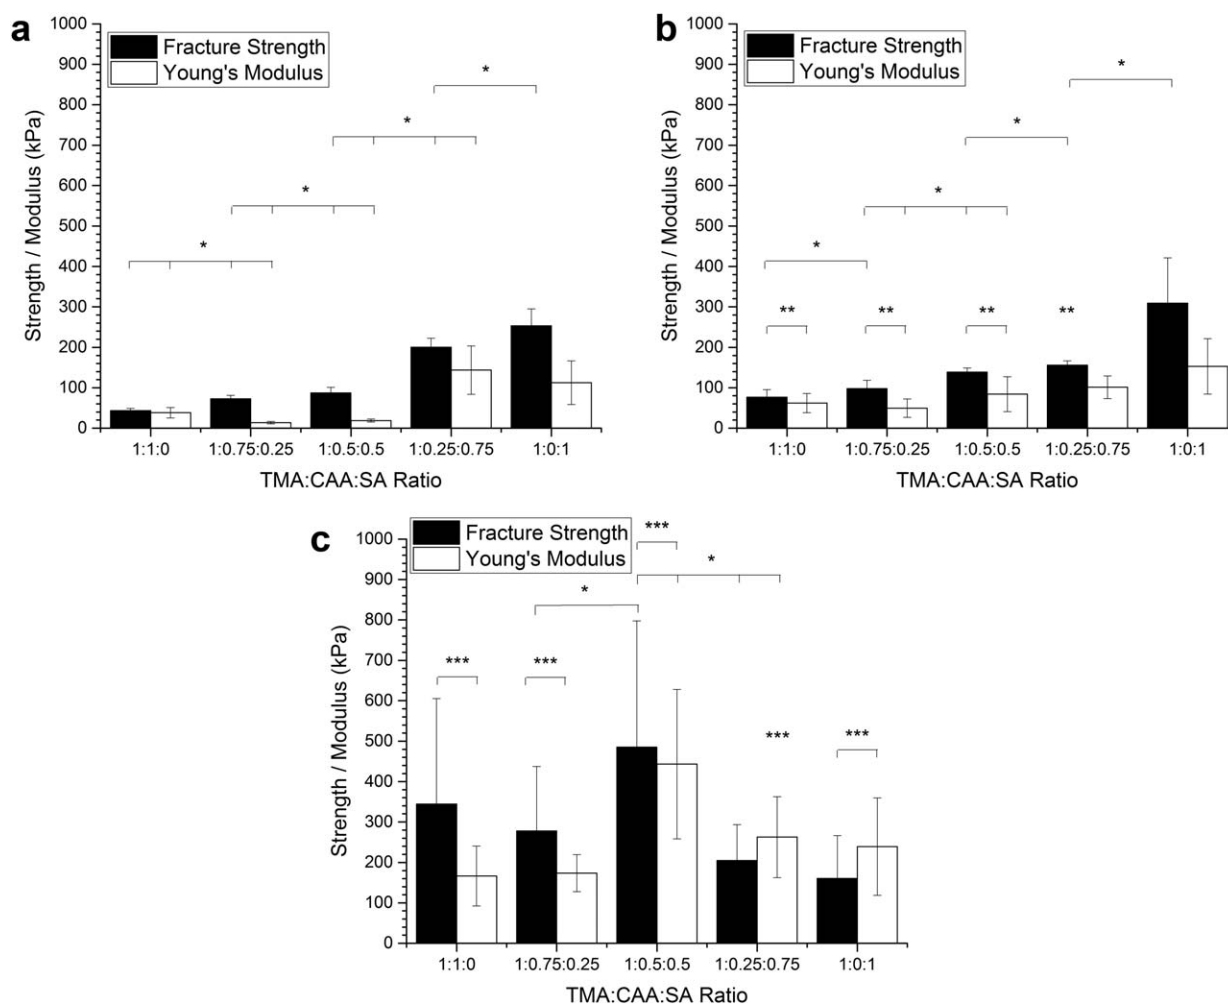 a
Fracture Strength
Young's Modulus
Strength / Modulus (kPa)
1000
900
800
700
600
500
400
300
200
100
0
*
*
*
*
1:1:0 1:0.75:0.25 1:0.5:0.5 1:0.25:0.75 1:0:1
TMA:CAA:SA Ratio
b
Fracture Strength
Young's Modulus
Strength / Modulus (kPa)
1000
900
800
700
600
500
400
300
200
100
0
*
*
*
*
** ** ** **
1:1:0 1:0.75:0.25 1:0.5:0.5 1:0.25:0.75 1:0:1
TMA:CAA:SA Ratio
c
Fracture Strength
Young's Modulus
Strength / Modulus (kPa)
1000
900
800
700
600
500
400
300
200
100
0
***
*
*
*** ***
*** ***
1:1:0 1:0.75:0.25 1:0.5:0.5 1:0.25:0.75 1:0:1
TMA:CAA:SA Ratio